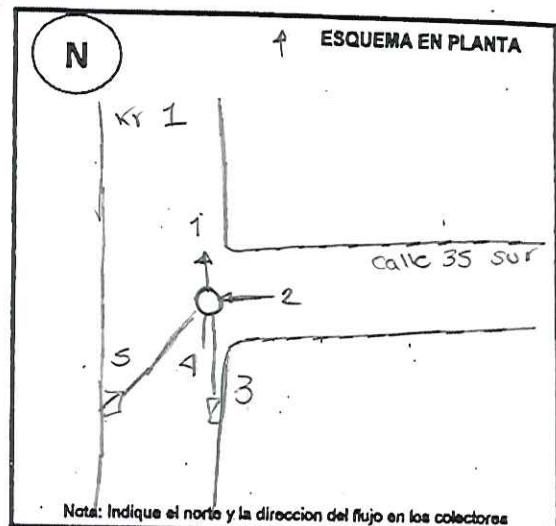 N
ESQUEMA EN PLANTA
Kr 1
1
Calle 35 sur
2
5
4
3
Nota: Indique el norte y la direccion del flujo en los colectores